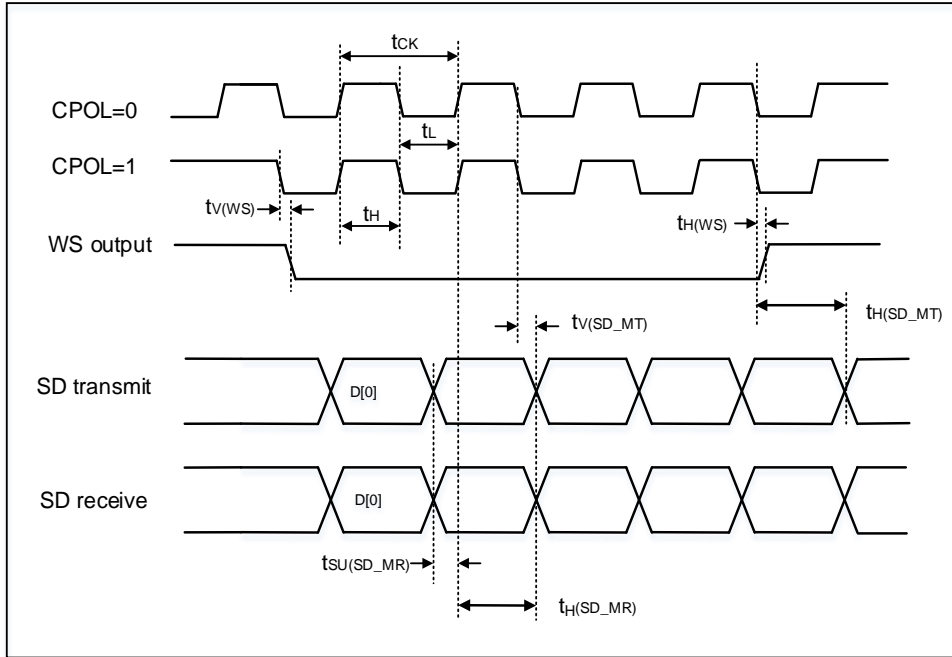 tCK
CPOL=0
tL
CPOL=1
tV(WS)
tH
tH(WS)
WS output
tV(SD_MT)
tH(SD_MT)
SD transmit
D[0]
SD receive
D[0]
tSU(SD_MR)
tH(SD_MR)